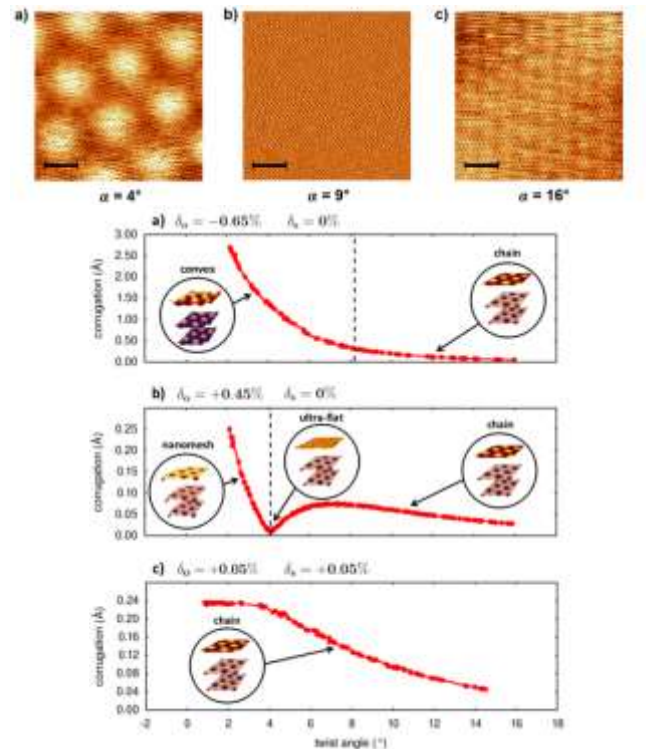 a) b) c)
α = 4° α = 9° α = 16°
a) δ₀ = −0.65% δₛ = 0%
3.00
2.50
2.00
1.50
1.00
0.50
0.00
corrugation (Å)
convex
chain
b) = +0.45% = 0%
0.25
0.20
0.15
0.10
0.05
0.00
corrugation (Å)
nanomesh
ultra-flat
chain
c) = +0.05% = +0.05%
0.24
0.20
0.16
0.12
0.08
0.04
0.00
corrugation (Å)
chain
-2 0 2 4 6 8 10 12 14 16 18
twist angle (°)